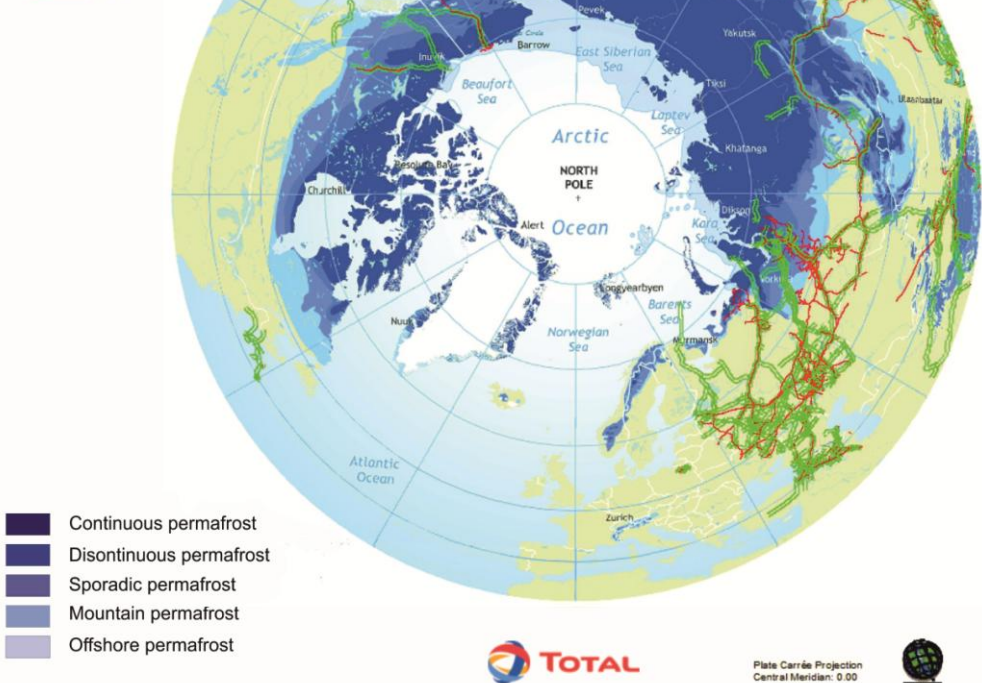 Pevek
Barrow
East Siberian
Sea
Yakutsk
Inuvik
Beaufort
Sea
Tiksi
Ulaanbaatar
Laptev
Sea
Arctic
Khatanga
NORTH
POLE
+
Resolute Bay
Churchill
Dikson
Alert
Ocean
Kara
Sea
Longyearbyen
Barents
Sea
Nuuk
Norwegian
Sea
Murmansk
Atlantic
Ocean
Zurich
Continuous permafrost
Disontinuous permafrost
Sporadic permafrost
Mountain permafrost
Offshore permafrost
TOTAL
Plate Carrée Projection
Central Meridian: 0.00